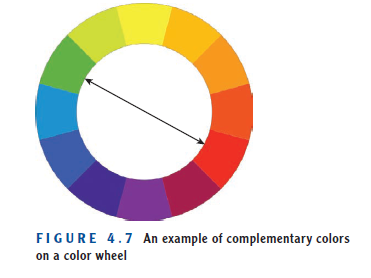 FIGURE 4.7 An example of complementary colors
on a color wheel